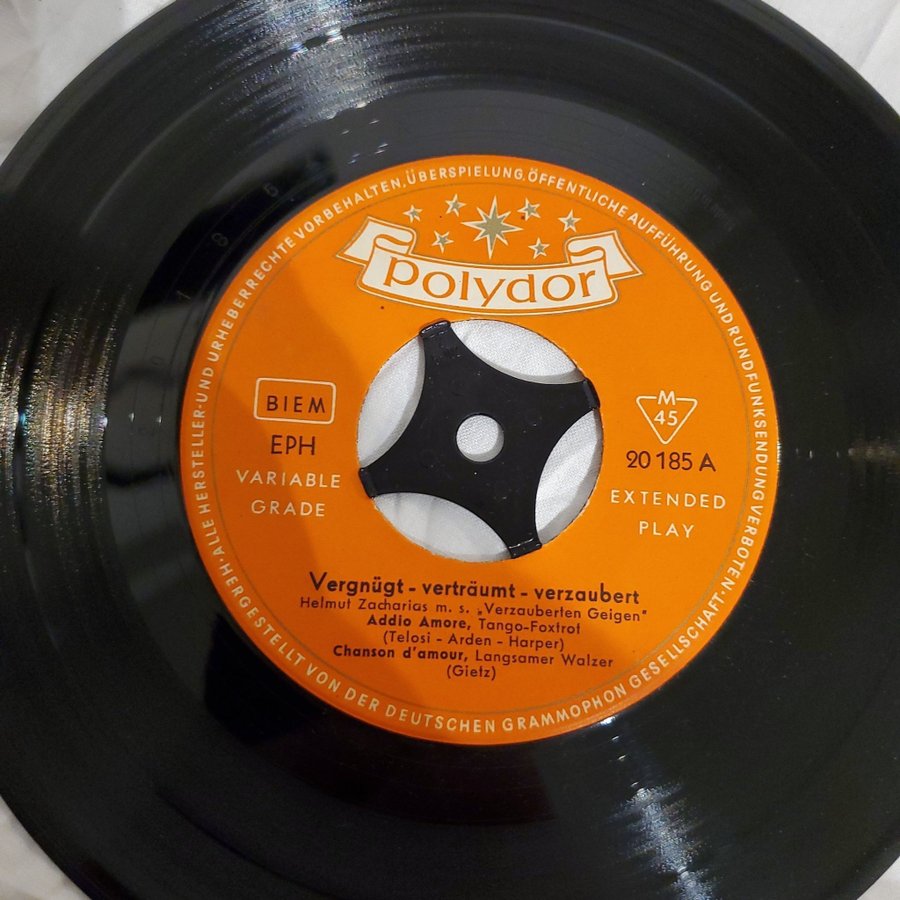 ALLE HERSTELLER-UND URHEBERRECHTE VORBEHALTEN, ÜBERSPIELUNG, ÖFFENTLICHE AUFFÜHRUNG UND RUNDFUNKSENDUNG VERBOTEN·
polydor
BIEM
EPH
VARIABLE
GRADE
M
45
20 185 A
EXTENDED
PLAY
Vergnügt - verträumt - verzaubert
Helmut Zacharias m. s. „Verzauberten Geigen"
Addio Amore, Tango-Foxtrot
(Telosi - Arden - Harper)
Chanson d'amour, Langsamer Walzer
(Gietz)
HERGESTELLT VON DER DEUTSCHEN GRAMMOPHON GESELLSCHAFT·